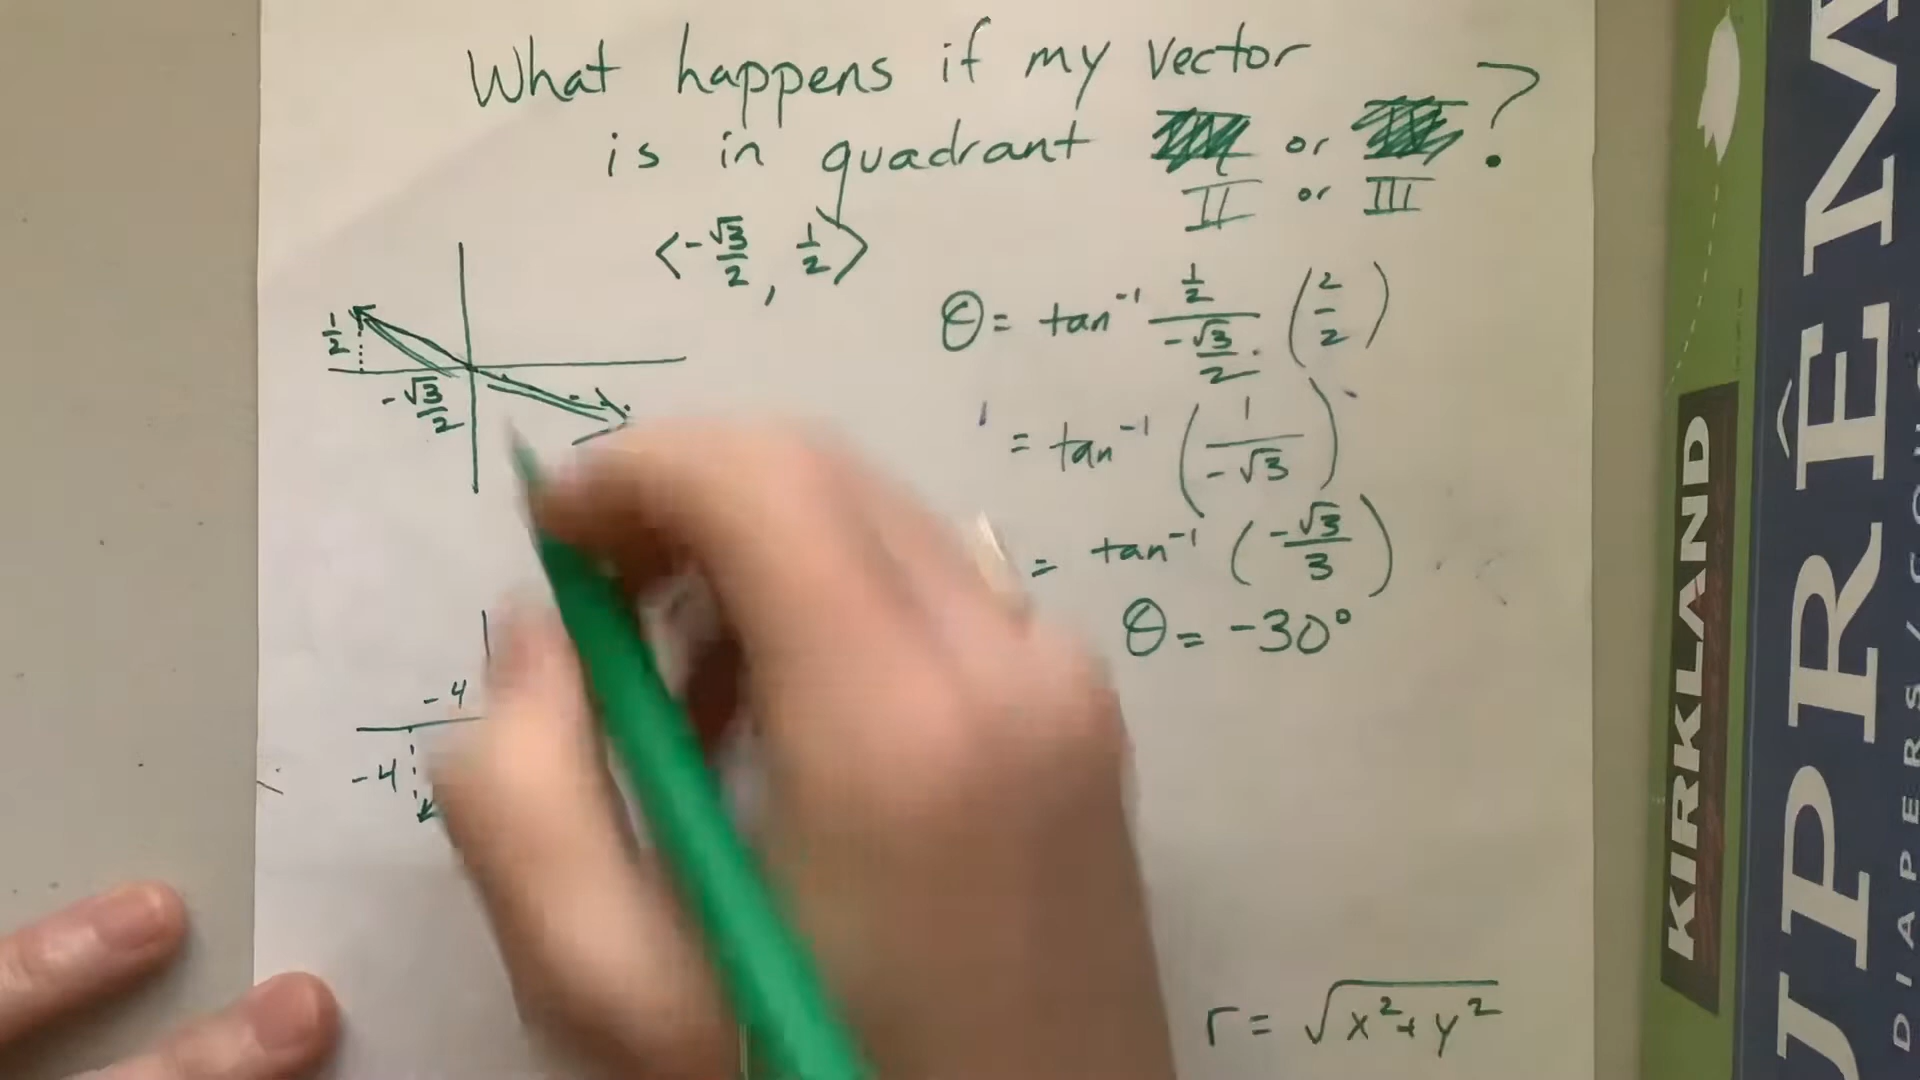 What happens if my vector
is in quadrant or ?
II or III
<-√3/2, 1/2>
1/2
-√3/2
θ = tan⁻¹ (1/2)/(-√3/2) · (2/2)
= tan⁻¹ (1/-√3)
= tan⁻¹ (-√3/3)
θ = -30°
-4
-4
r = √x²+y²
KIRKLAND
UPRÊM
DIAPERS/COUC